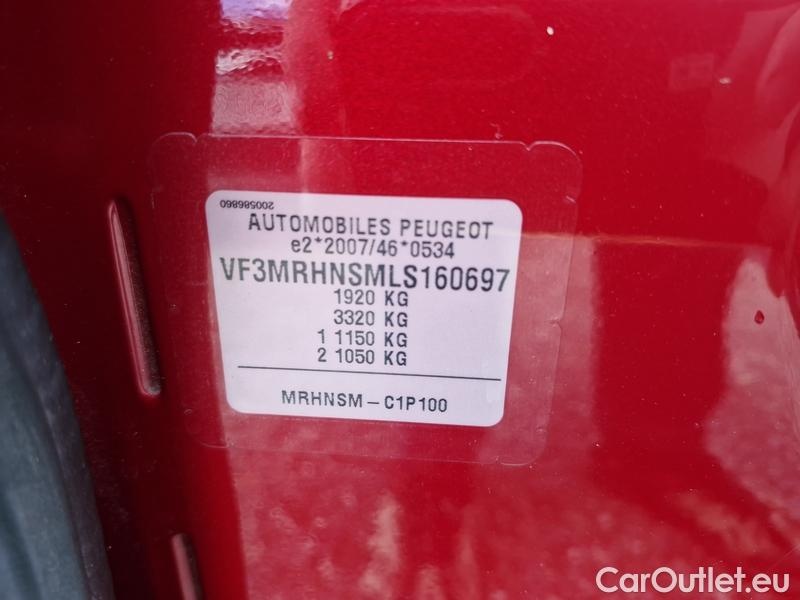 200586860
AUTOMOBILES PEUGEOT
e2*2007/46*0534
VF3MRHNSMLS160697
1920 KG
3320 KG
1 1150 KG
2 1050 KG
MRHNSM – C1P100
CarOutlet.eu